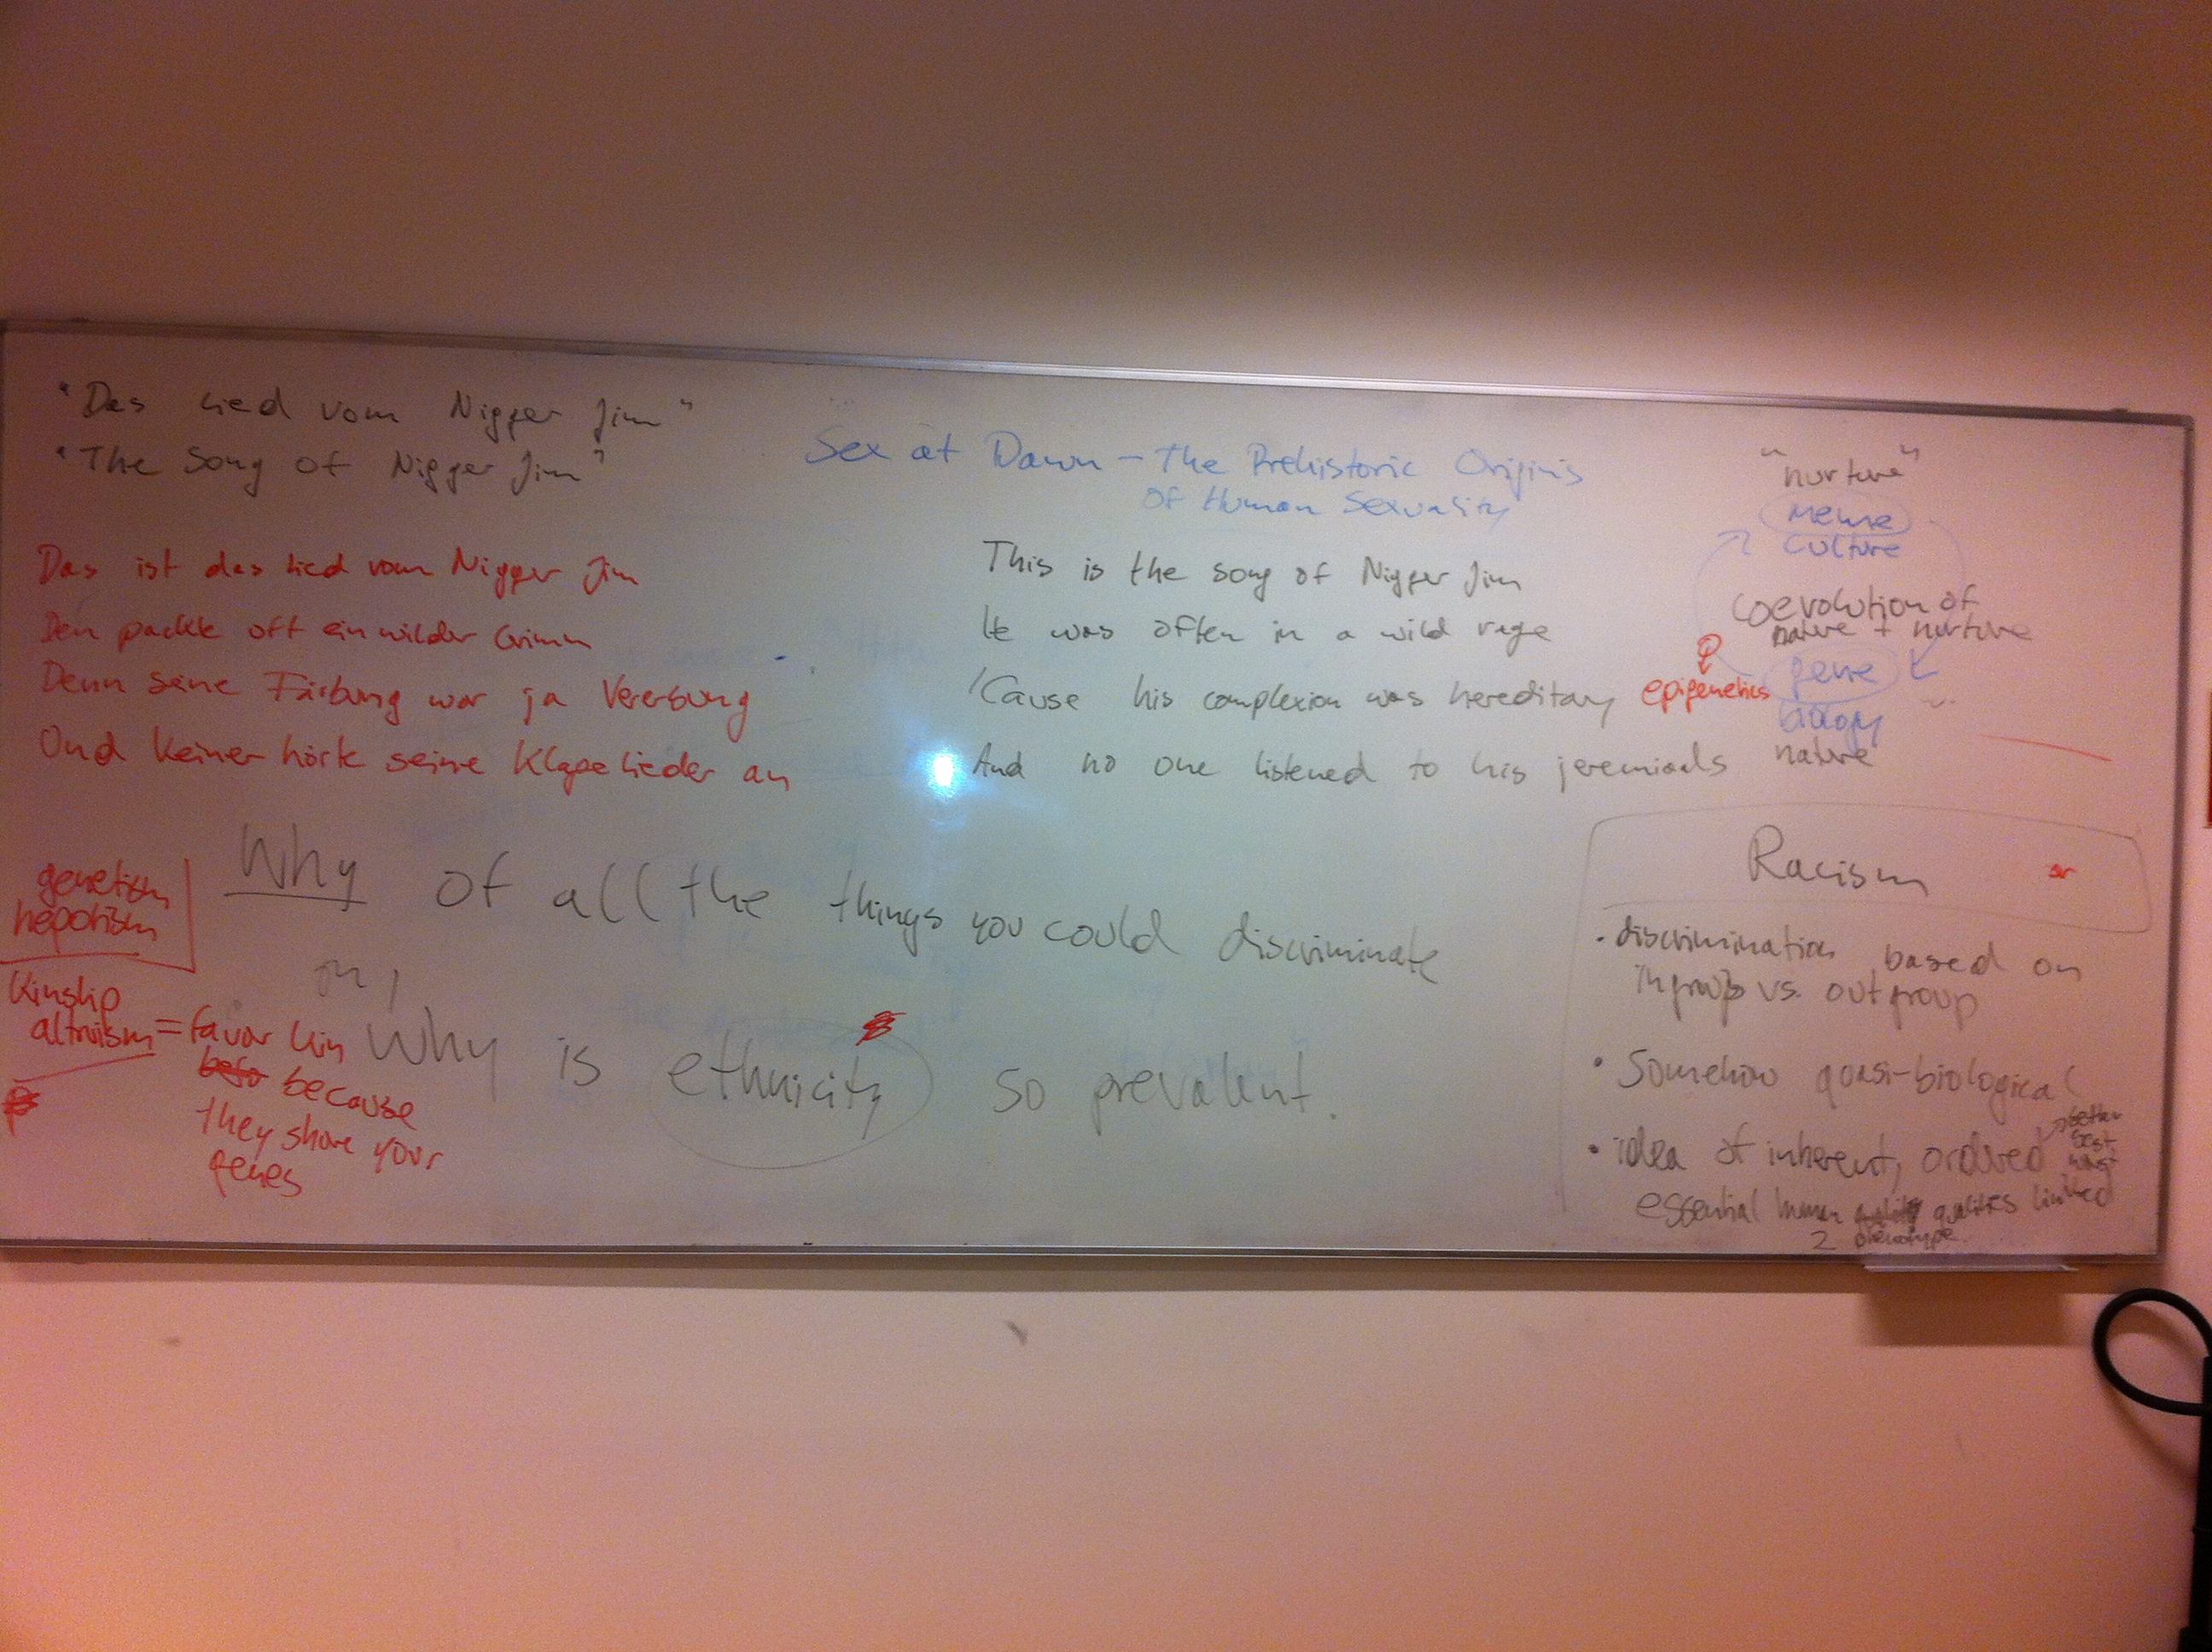 "Das Lied vom Nigger Jim"
"The Song of Nigger Jim"
Das ist das Lied vom Nigger Jim
Den packte oft ein wilder Grimm
Denn seine Färbung war ja Vererbung
Und Keiner hörte seine Klagelieder an
Sex at Dawn - The Prehistoric Origins
Of Human Sexuality
This is the song of Nigger Jim
He was often in a wild rage
'Cause his complexion was hereditary
And no one listened to his jeremiads
"nurture"
meme
culture
coevolution of
nature + nurture
gene
epigenetics
biology
nature
Why of all the things you could discriminate
on,
Why is ethnicity so prevalent.
genetism
nepotism
Kinship
altruism = favor kin
because
they share your
genes
Racism
• discrimination based on
ingroup vs. outgroup
• Somehow quasi-biological
• idea of inherent, ordered
better
best
worst
essential human qualities linked
2 phenotype